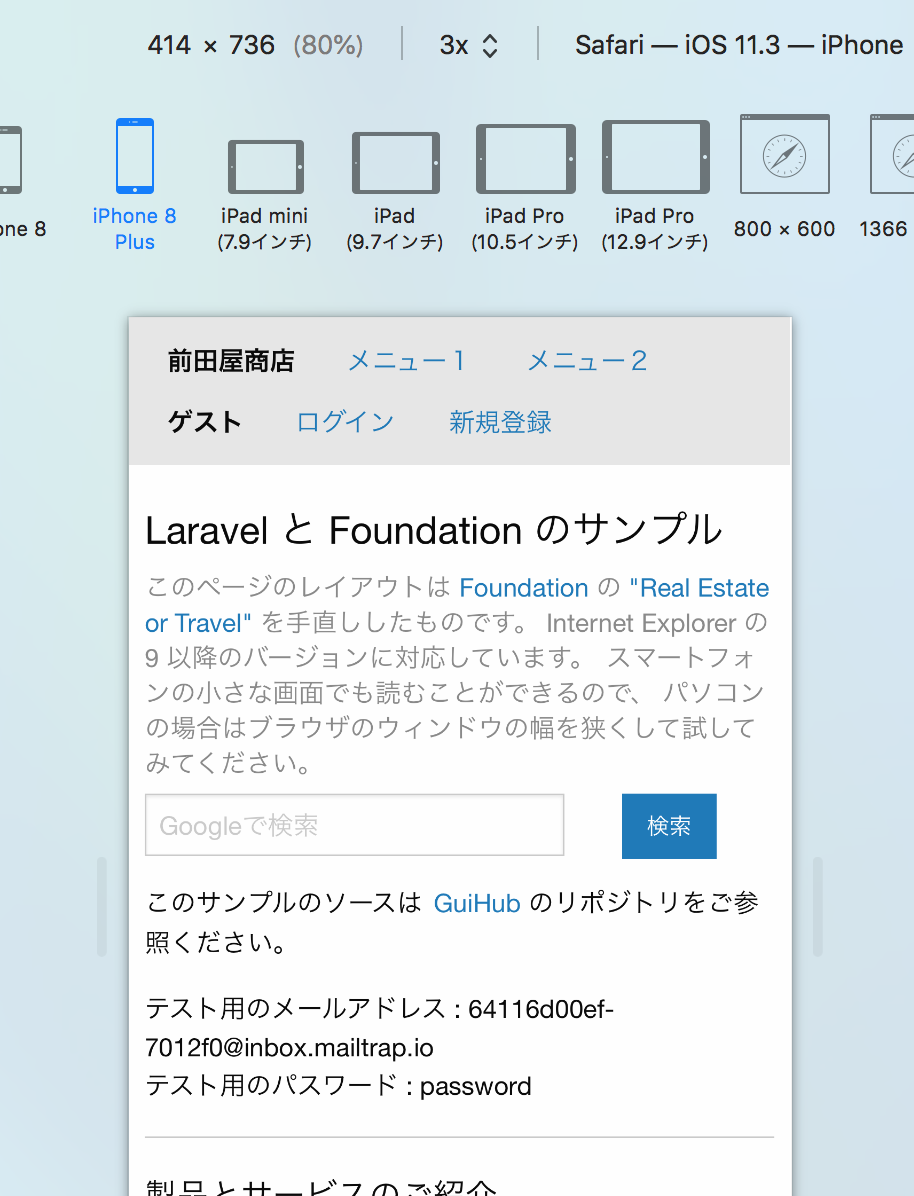 414 × 736 (80%) 3x Safari — iOS 11.3 — iPhone
one 8
iPhone 8
Plus
iPad mini
(7.9インチ)
iPad
(9.7インチ)
iPad Pro
(10.5インチ)
iPad Pro
(12.9インチ)
800 × 600
1366
前田屋商店 メニュー１ メニュー２
ゲスト ログイン 新規登録
Laravel と Foundation のサンプル
このページのレイアウトは Foundation の "Real Estate
or Travel" を手直ししたものです。 Internet Explorer の
9 以降のバージョンに対応しています。 スマートフォ
ンの小さな画面でも読むことができるので、 パソコン
の場合はブラウザのウィンドウの幅を狭くして試して
みてください。
Googleで検索 検索
このサンプルのソースは GuiHub のリポジトリをご参
照ください。
テスト用のメールアドレス : 64116d00ef-
7012f0@inbox.mailtrap.io
テスト用のパスワード : password
製品とサービスのご紹介